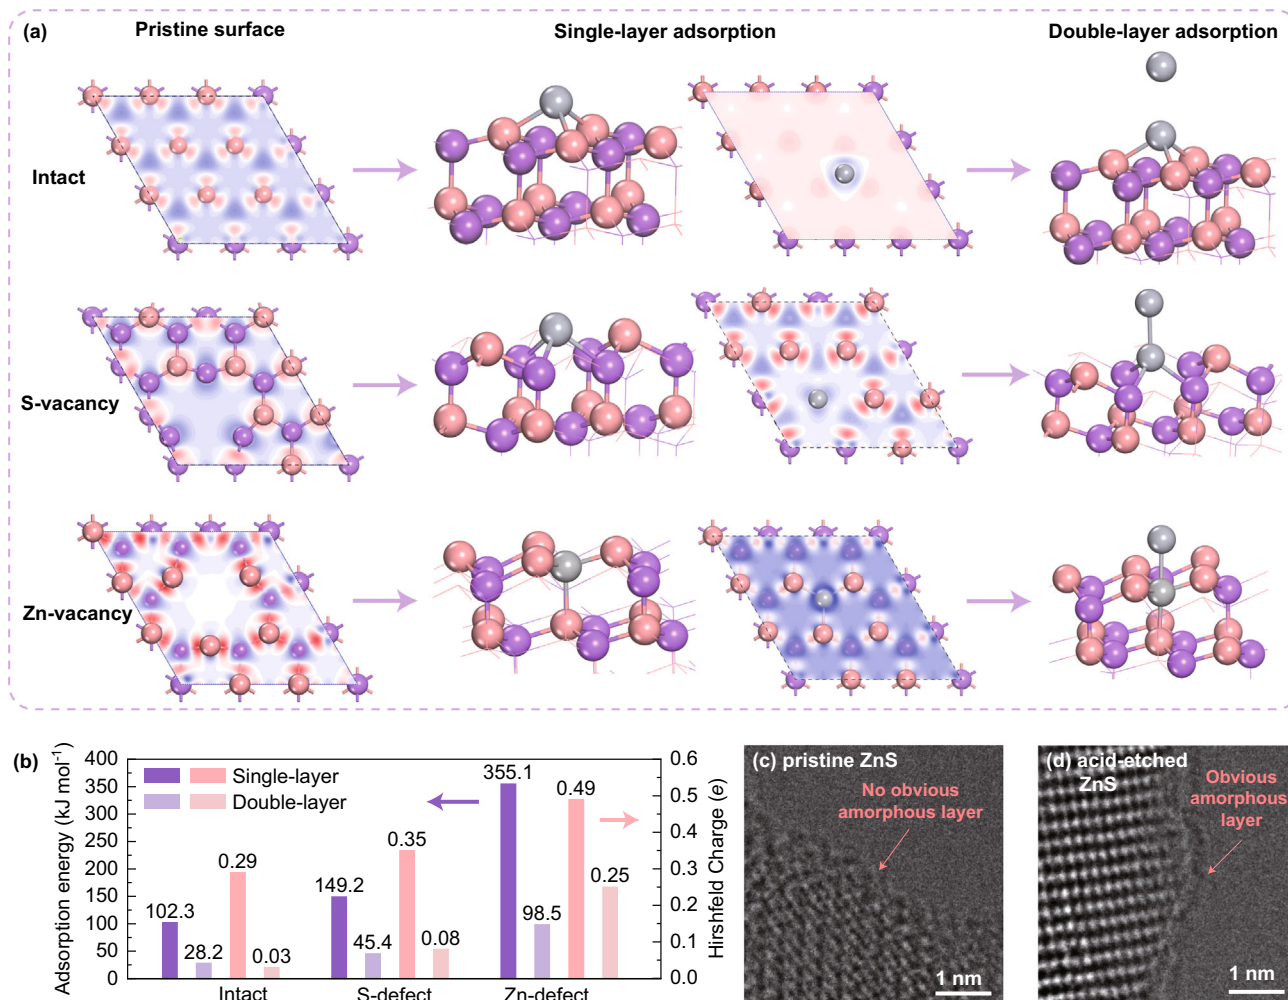 (a)
Pristine surface
Single-layer adsorption
Double-layer adsorption
Intact
S-vacancy
Zn-vacancy
(b)
Adsorption energy (kJ mol⁻¹)
400
350
300
250
200
150
100
50
0
Single-layer
Double-layer
102.3
28.2
0.29
0.03
149.2
45.4
0.35
0.08
355.1
98.5
0.49
0.25
Intact
S-defect
Zn-defect
0.6
0.5
0.4
0.3
0.2
0.1
0.0
Hirshfeld Charge (e)
(c) pristine ZnS
No obvious
amorphous layer
1 nm
(d) acid-etched
ZnS
Obvious
amorphous
layer
1 nm